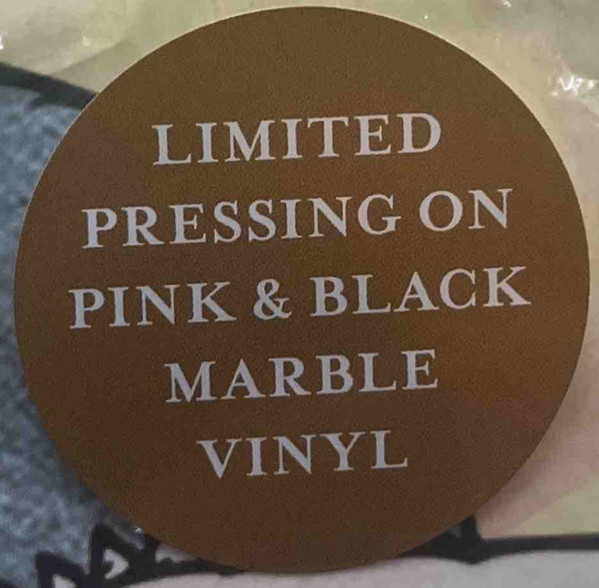 LIMITED
PRESSING ON
PINK & BLACK
MARBLE
VINYL